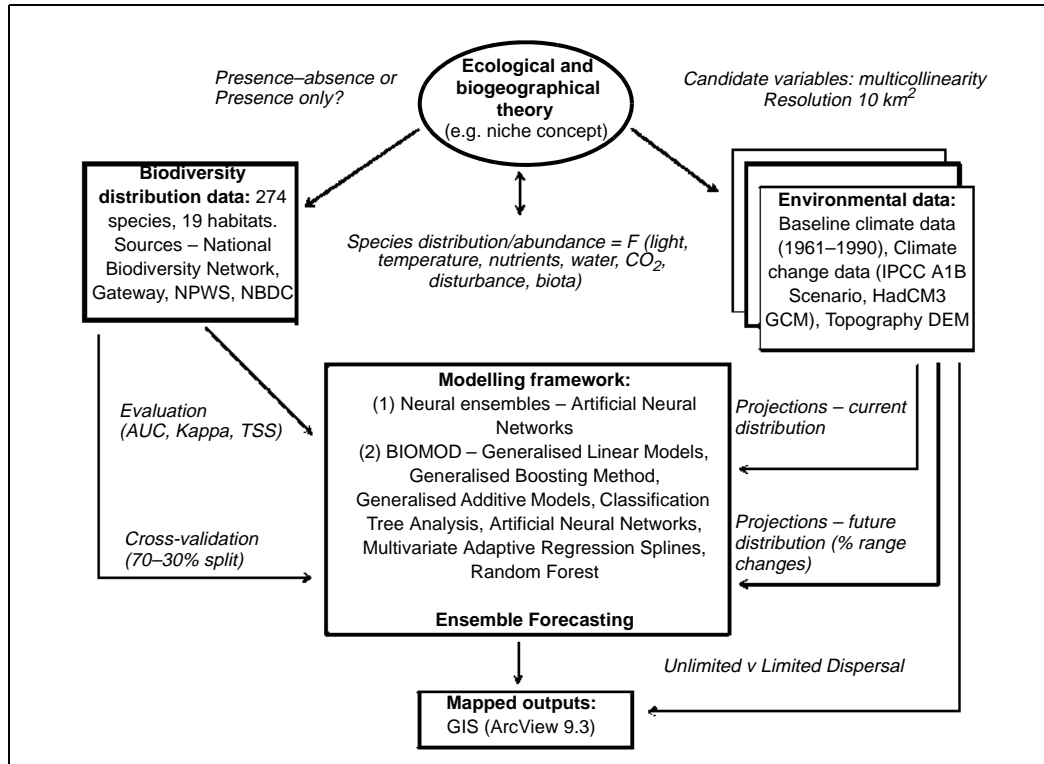 Presence–absence or
Presence only?
Ecological and
biogeographical
theory
(e.g. niche concept)
Candidate variables: multicollinearity
Resolution 10 km2
Biodiversity
distribution data: 274
species, 19 habitats.
Sources – National
Biodiversity Network,
Gateway, NPWS, NBDC
Species distribution/abundance = F (light,
temperature, nutrients, water, CO2,
disturbance, biota)
Environmental data:
Baseline climate data
(1961–1990), Climate
change data (IPCC A1B
Scenario, HadCM3
GCM), Topography DEM
Evaluation
(AUC, Kappa, TSS)
Cross-validation
(70–30% split)
Modelling framework:
(1) Neural ensembles – Artificial Neural
Networks
(2) BIOMOD – Generalised Linear Models,
Generalised Boosting Method,
Generalised Additive Models, Classification
Tree Analysis, Artificial Neural Networks,
Multivariate Adaptive Regression Splines,
Random Forest
Ensemble Forecasting
Projections – current
distribution
Projections – future
distribution (% range
changes)
Unlimited v Limited Dispersal
Mapped outputs:
GIS (ArcView 9.3)